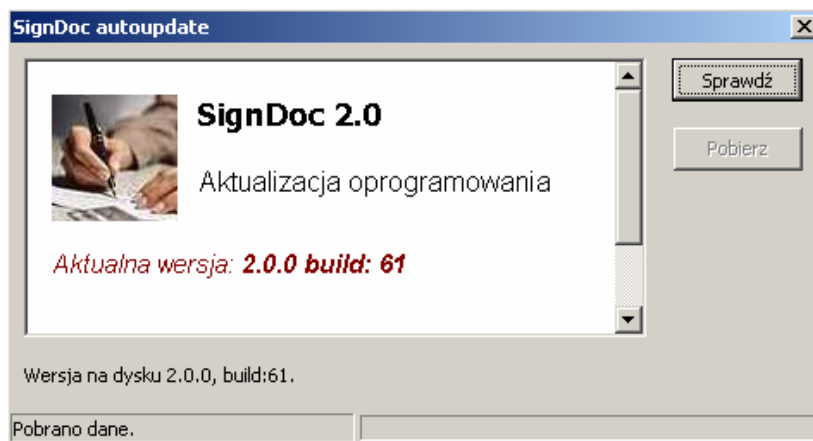 SignDoc autoupdate
SignDoc 2.0
Aktualizacja oprogramowania
Aktualna wersja: 2.0.0 build: 61
Sprawdź
Pobierz
Wersja na dysku 2.0.0, build:61.
Pobrano dane.